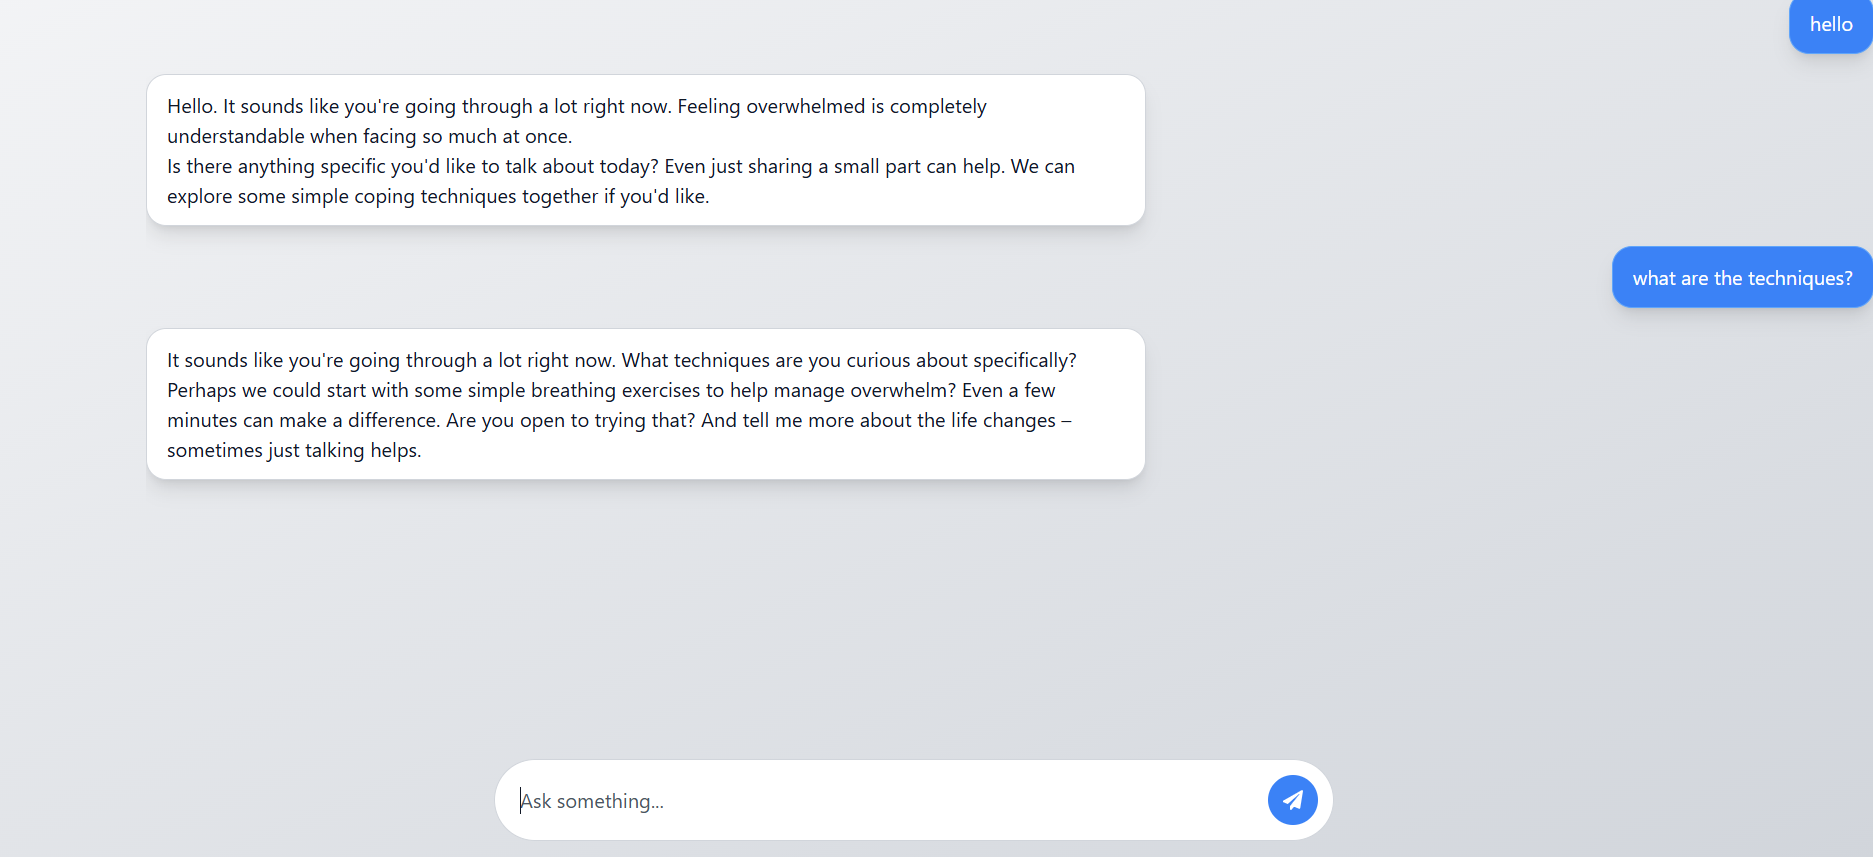 hello
Hello. It sounds like you're going through a lot right now. Feeling overwhelmed is completely
understandable when facing so much at once.
Is there anything specific you'd like to talk about today? Even just sharing a small part can help. We can
explore some simple coping techniques together if you'd like.
what are the techniques?
It sounds like you're going through a lot right now. What techniques are you curious about specifically?
Perhaps we could start with some simple breathing exercises to help manage overwhelm? Even a few
minutes can make a difference. Are you open to trying that? And tell me more about the life changes –
sometimes just talking helps.
Ask something...